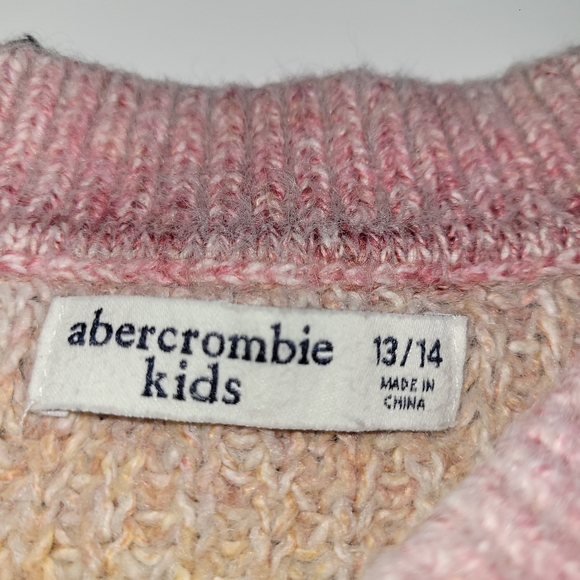 abercrombie
kids
13/14
MADE IN
CHINA